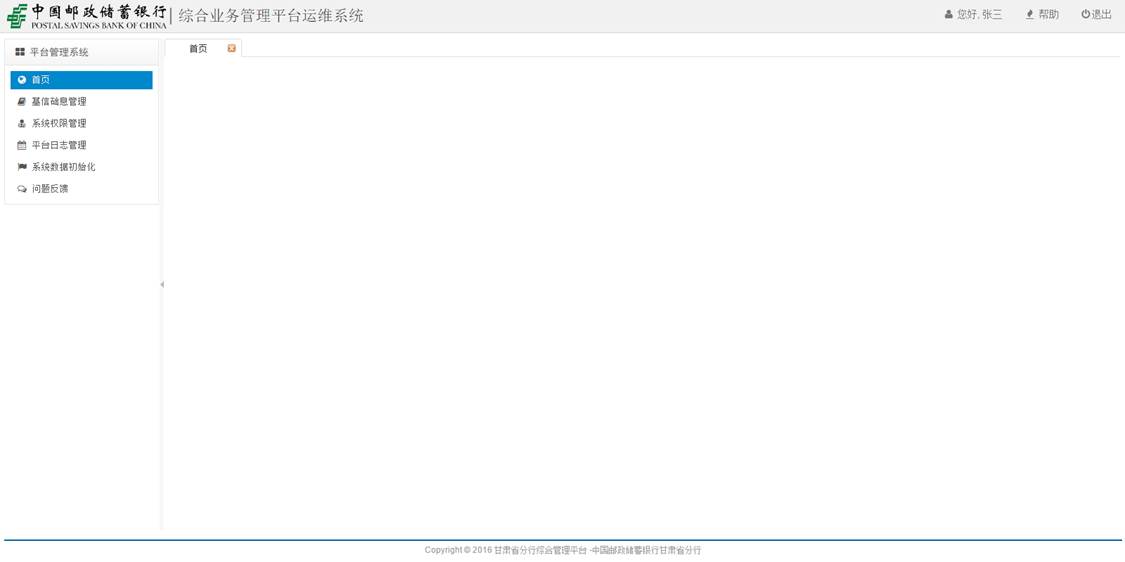 中国邮政储蓄银行 | 综合业务管理平台运维系统
POSTAL SAVINGS BANK OF CHINA
您好, 张三 帮助 退出
平台管理系统
首页
首页
基信础息管理
系统权限管理
平台日志管理
系统数据初始化
问题反馈
Copyright © 2016 甘肃省分行综合管理平台 -中国邮政储蓄银行甘肃省分行